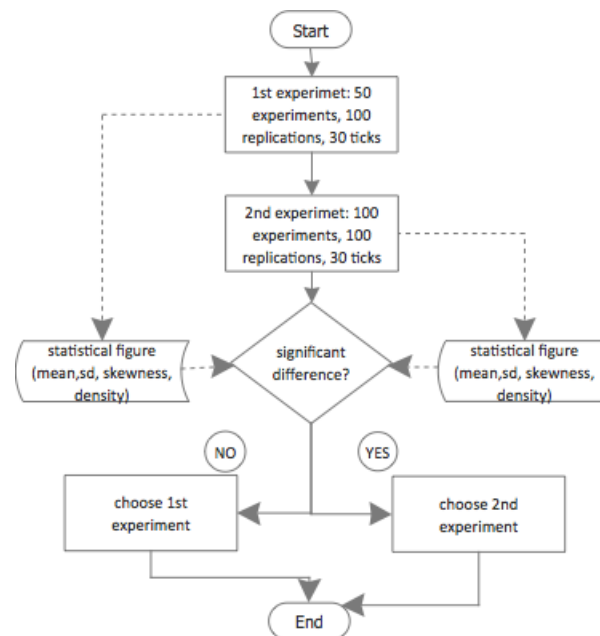 Start
1st experimet: 50
experiments, 100
replications, 30 ticks
2nd experimet: 100
experiments, 100
replications, 30 ticks
statistical figure
(mean,sd, skewness,
density)
significant
difference?
statistical figure
(mean,sd, skewness,
density)
NO
YES
choose 1st
experiment
choose 2nd
experiment
End